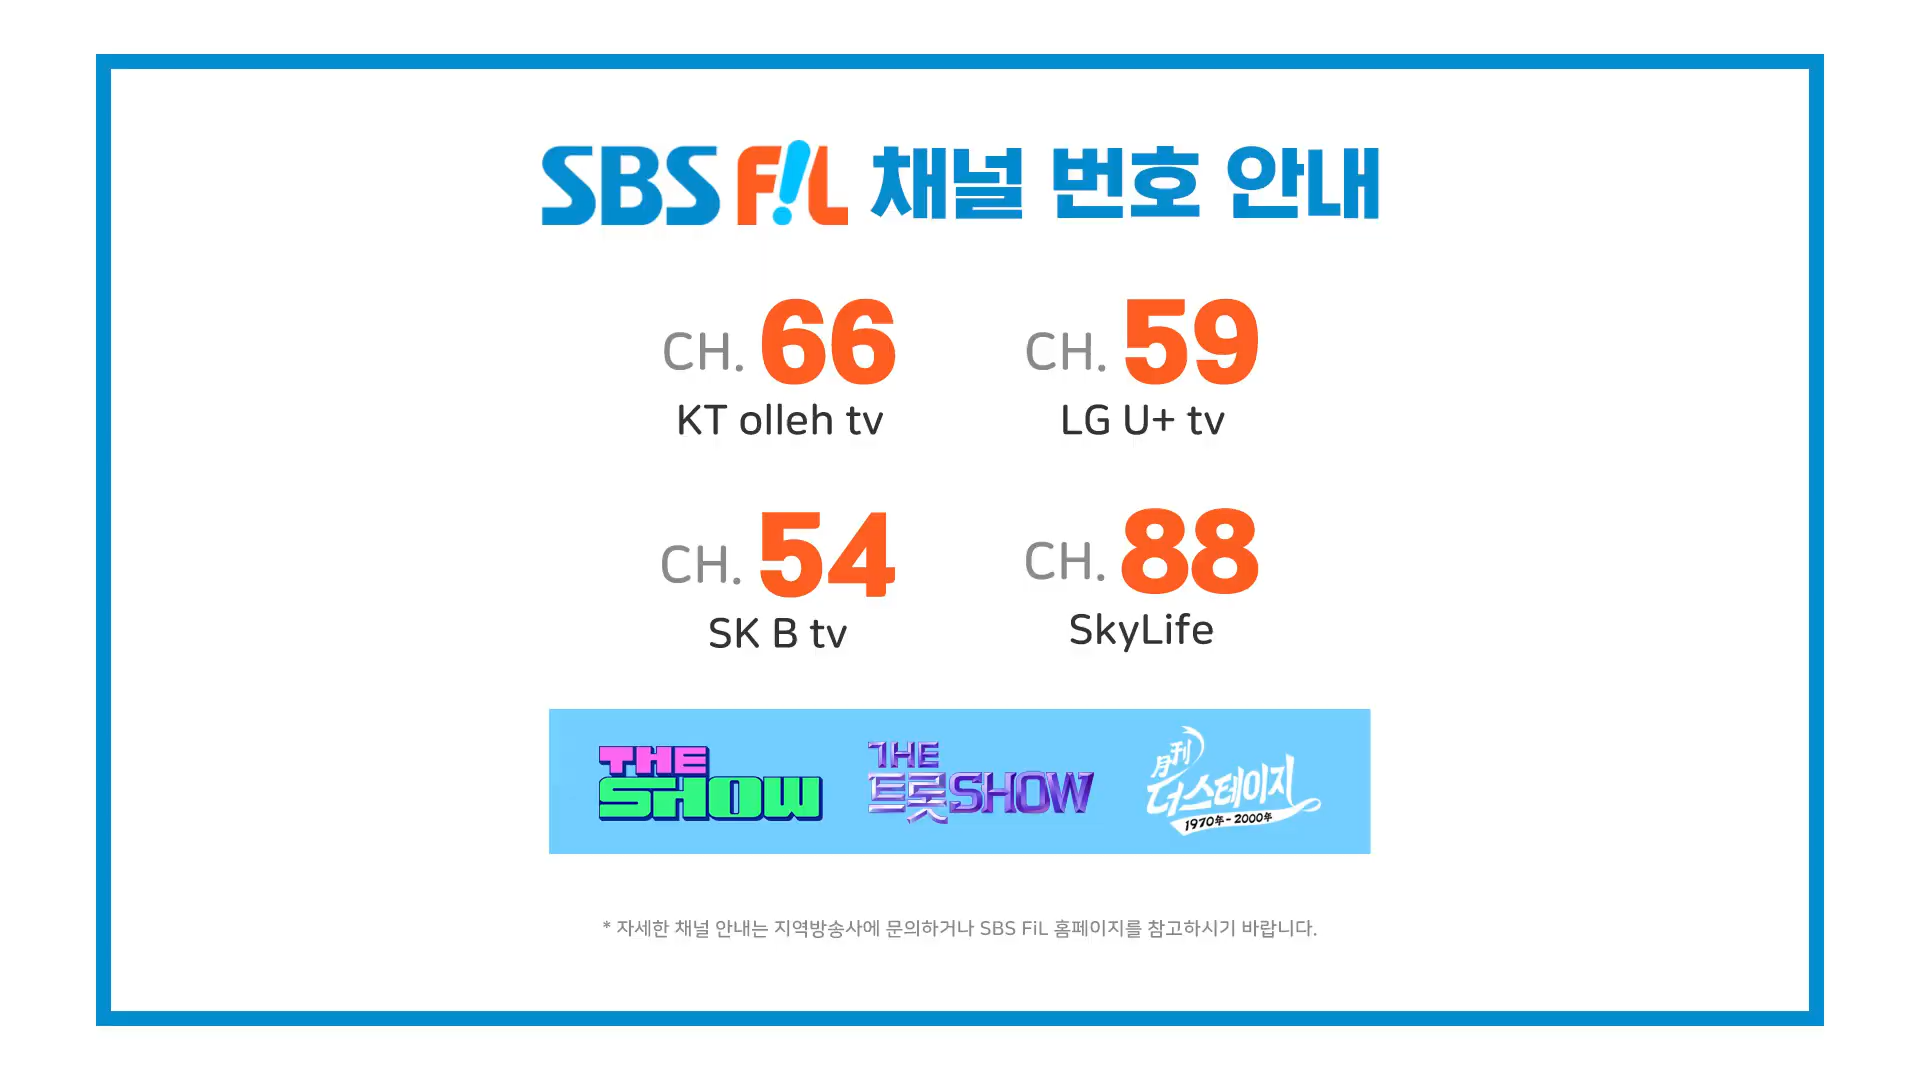 SBS F!L 채널 번호 안내
CH. 66
KT olleh tv
CH. 59
LG U+ tv
CH. 54
SK B tv
CH. 88
SkyLife
THE
SHOW
THE
트롯SHOW
月刊
더스테이지
1970年-2000年
* 자세한 채널 안내는 지역방송사에 문의하거나 SBS FiL 홈페이지를 참고하시기 바랍니다.